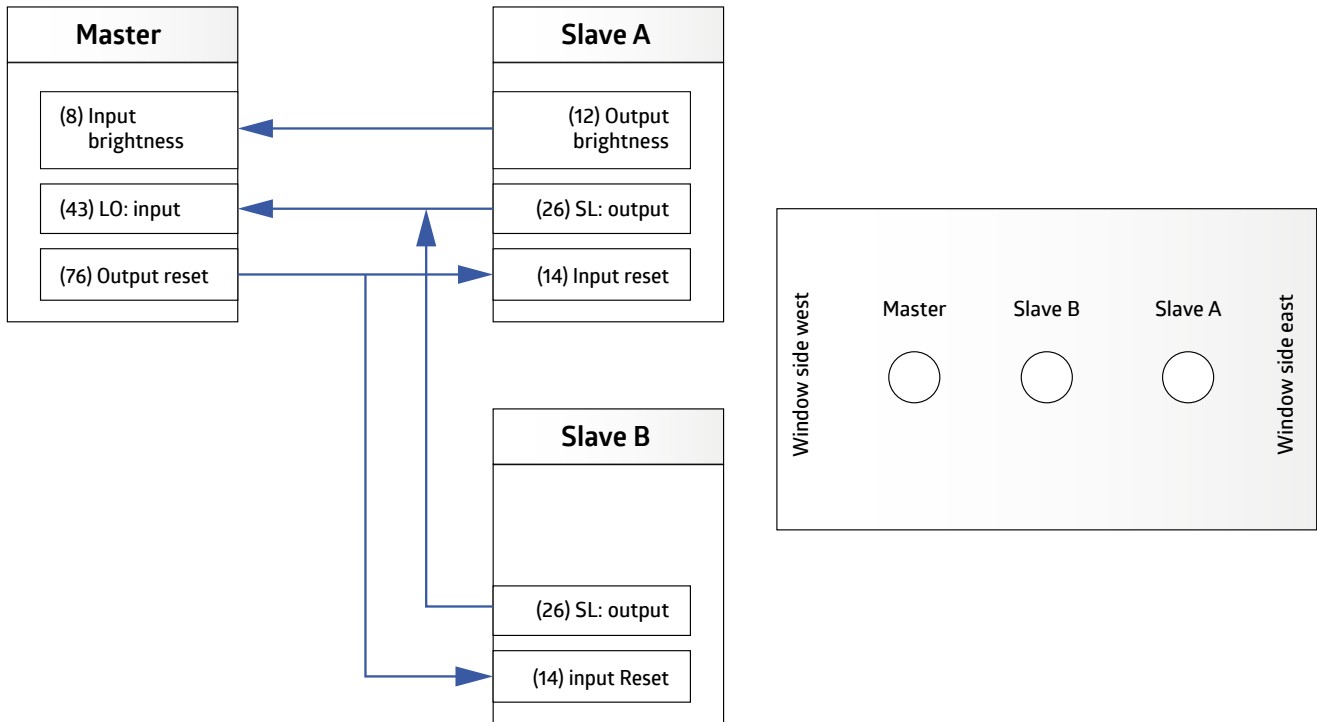 Master
(8) Input
brightness
(43) LO: input
(76) Output reset
Slave A
(12) Output
brightness
(26) SL: output
(14) Input reset
Slave B
(26) SL: output
(14) input Reset
Window side west
Master
Slave B
Slave A
Window side east